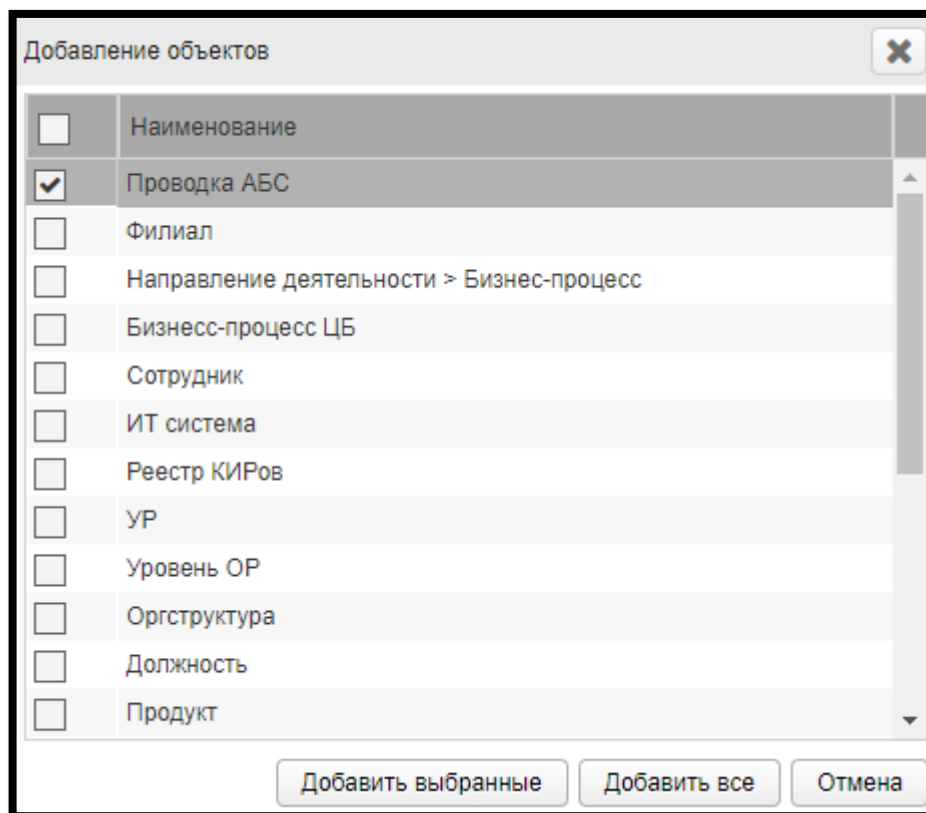 Добавление объектов
Наименование
Проводка АБС
Филиал
Направление деятельности > Бизнес-процесс
Бизнесс-процесс ЦБ
Сотрудник
ИТ система
Реестр КИРов
УР
Уровень ОР
Оргструктура
Должность
Продукт
Добавить выбранные Добавить все Отмена